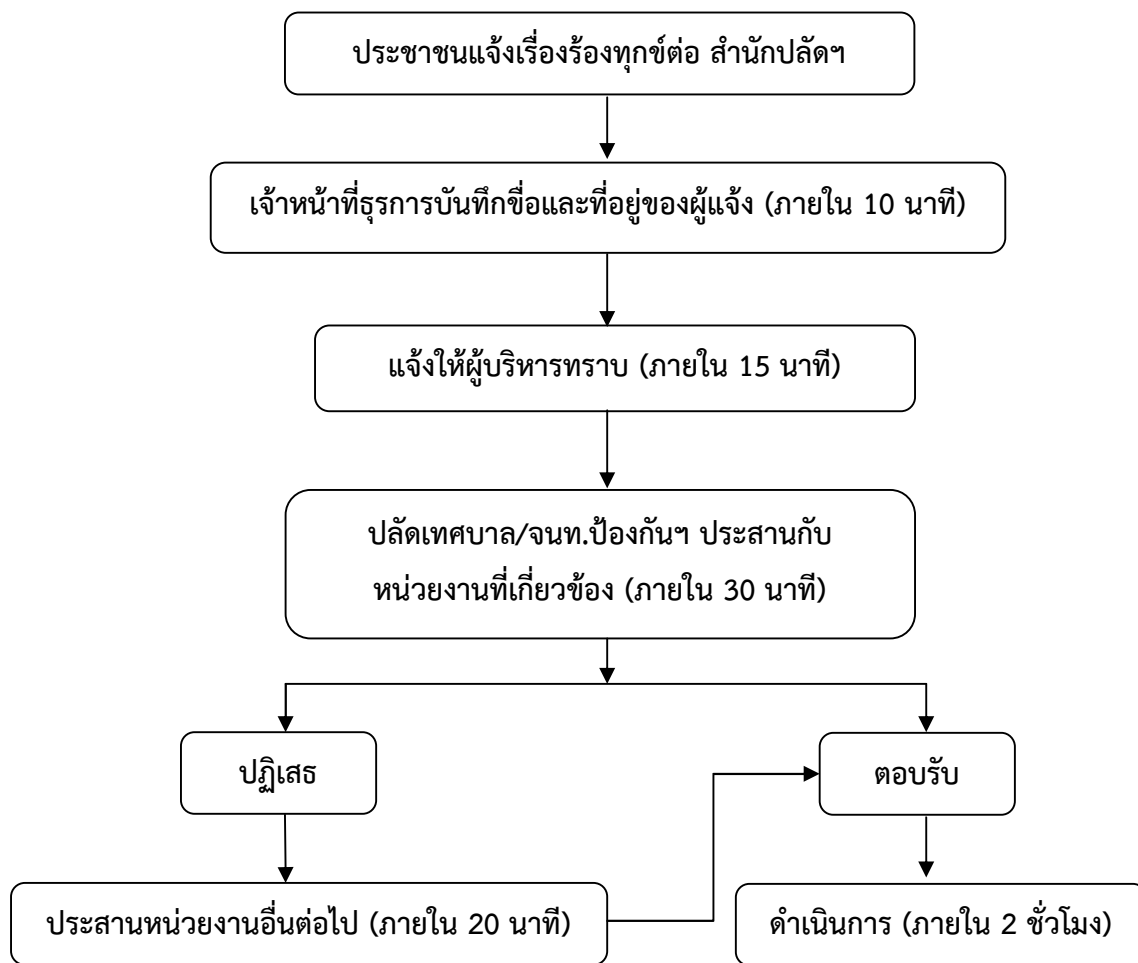 ประชาชนแจ้งเรื่องร้องทุกข์ต่อ สำนักปลัดฯ
เจ้าหน้าที่ธุรการบันทึกชื่อและที่อยู่ของผู้แจ้ง (ภายใน 10 นาที)
แจ้งให้ผู้บริหารทราบ (ภายใน 15 นาที)
ปลัดเทศบาล/จนท.ป้องกันฯ ประสานกับ
หน่วยงานที่เกี่ยวข้อง (ภายใน 30 นาที)
ปฏิเสธ
ตอบรับ
ประสานหน่วยงานอื่นต่อไป (ภายใน 20 นาที)
ดำเนินการ (ภายใน 2 ชั่วโมง)